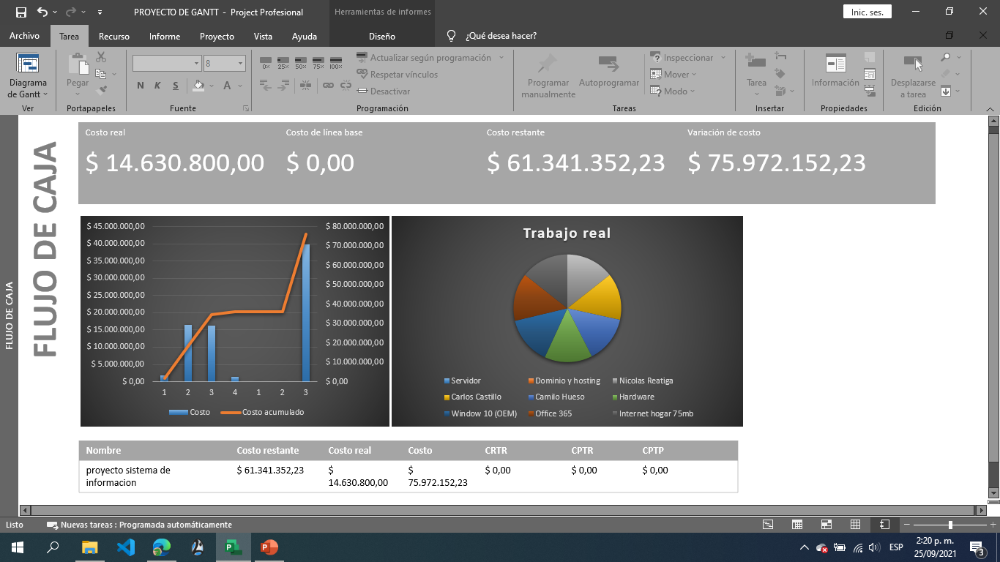 PROYECTO DE GANTT - Project Profesional
Herramientas de informes
Inic. ses.
Archivo Tarea Recurso Informe Proyecto Vista Ayuda Diseño ¿Qué desea hacer?
Diagrama de Gantt
Ver
Pegar
Portapapeles
8
N K S A
Fuente
0% 25% 50% 75% 100%
Actualizar según programación
Respetar vínculos
Desactivar
Programación
Programar manualmente
Autoprogramar
Inspeccionar
Mover
Modo
Tareas
Tarea
Insertar
Información
Propiedades
Desplazarse a tarea
Edición
FLUJO DE CAJA
FLUJO DE CAJA
Costo real Costo de línea base Costo restante Variación de costo
$ 14.630.800,00 $ 0,00 $ 61.341.352,23 $ 75.972.152,23
$ 45.000.000,00
$ 40.000.000,00
$ 35.000.000,00
$ 30.000.000,00
$ 25.000.000,00
$ 20.000.000,00
$ 15.000.000,00
$ 10.000.000,00
$ 5.000.000,00
$ 0,00
$ 80.000.000,00
$ 70.000.000,00
$ 60.000.000,00
$ 50.000.000,00
$ 40.000.000,00
$ 30.000.000,00
$ 20.000.000,00
$ 10.000.000,00
$ 0,00
1 2 3 4 1 2 3
Costo Costo acumulado
Trabajo real
Servidor Dominio y hosting Nicolas Reatiga
Carlos Castillo Camilo Hueso Hardware
Window 10 (OEM) Office 365 Internet hogar 75mb
Nombre Costo restante Costo real Costo CRTR CPTR CPTP
proyecto sistema de $ 61.341.352,23 $ $ $ 0,00 $ 0,00 $ 0,00
informacion 14.630.800,00 75.972.152,23
Listo Nuevas tareas : Programada automáticamente
ESP
2:20 p. m.
25/09/2021
3